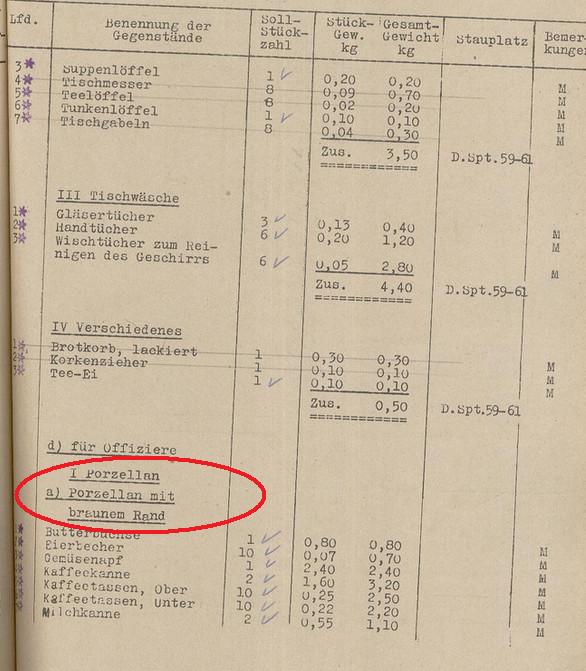 Lfd. Benennung der Gegenstände Soll-Stück-zahl Stück-Gew. kg Gesamt-Gewicht kg Stauplatz Bemer-kungen
3* Suppenlöffel 1 0,20 0,20 M
4* Tischmesser 8 0,09 0,70 M
5* Teelöffel 8 0,02 0,20 M
6* Tunkenlöffel 1 0,10 0,10 M
7* Tischgabeln 8 0,04 0,30 M
Zus. 3,50 D.Spt.59-61
III Tischwäsche
1* Gläsertücher 3 0,13 0,40 M
2* Handtücher 6 0,20 1,20 M
3* Wischtücher zum Rei-
nigen des Geschirrs 6 0,05 2,80 M
Zus. 4,40 D.Spt.59-61
IV Verschiedenes
1* Brotkorb, lackiert 1 0,30 0,30 M
2* Korkenzieher 1 0,10 0,10 M
3* Tee-Ei 1 0,10 0,10 M
Zus. 0,50 D.Spt.59-61
d) für Offiziere
I Porzellan
a) Porzellan mit
braunem Rand
Butterbüchse 1 0,80 0,80 M
Eierbecher 10 0,07 0,70 M
Gemüsenapf 1 2,40 2,40 M
Kaffeekanne 2 1,60 3,20 M
Kaffeetassen, Ober 10 0,25 2,50 M
Kaffeetassen, Unter 10 0,22 2,20 M
Milchkanne 2 0,55 1,10 M